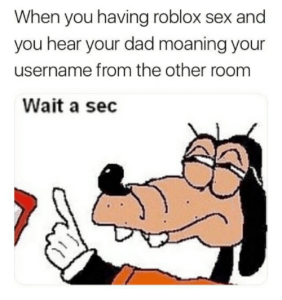 When you having roblox sex and
you hear your dad moaning your
username from the other room
Wait a sec